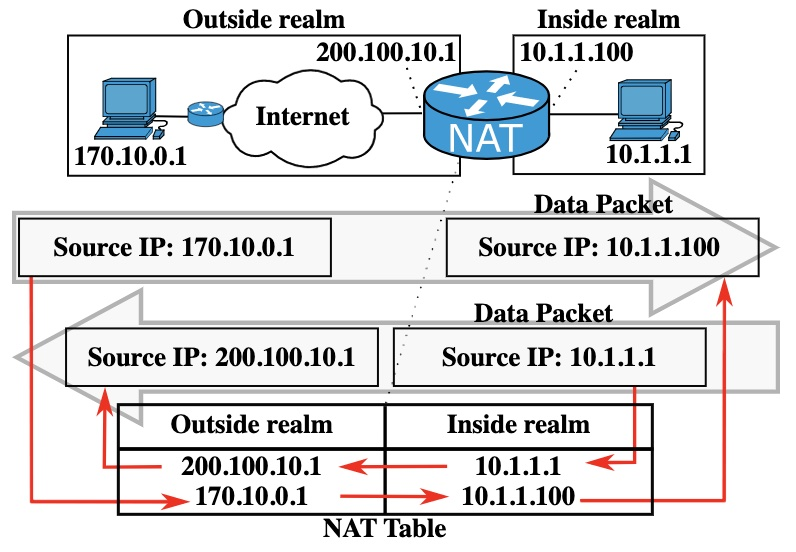 Outside realm
Inside realm
200.100.10.1
10.1.1.100
Internet
NAT
170.10.0.1
10.1.1.1
Data Packet
Source IP: 170.10.0.1
Source IP: 10.1.1.100
Data Packet
Source IP: 200.100.10.1
Source IP: 10.1.1.1
Outside realm
Inside realm
200.100.10.1
10.1.1.1
170.10.0.1
10.1.1.100
NAT Table